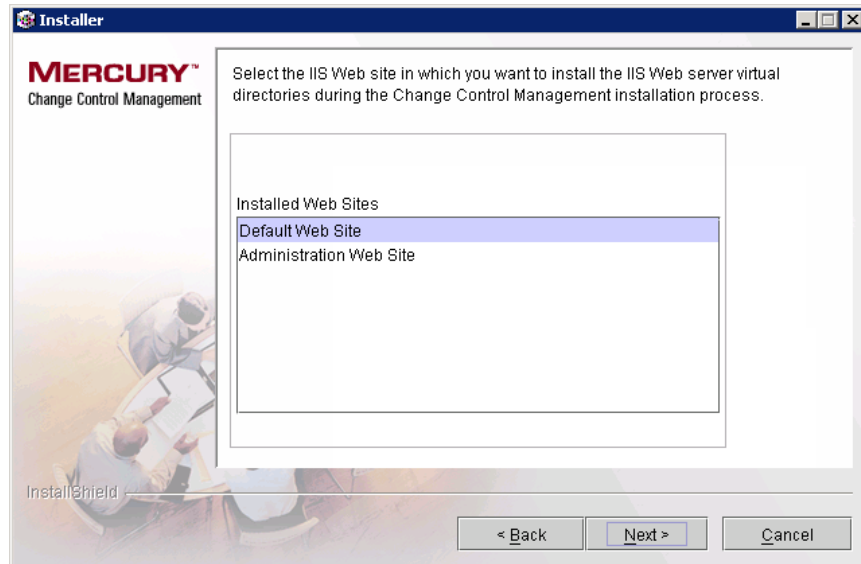 Installer
MERCURY™
Change Control Management
Select the IIS Web site in which you want to install the IIS Web server virtual
directories during the Change Control Management installation process.
Installed Web Sites
Default Web Site
Administration Web Site
InstallShield
< Back
Next >
Cancel